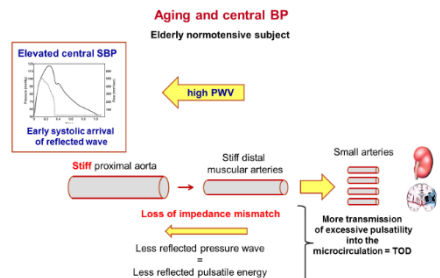 Aging and central BP
Elderly normotensive subject
Elevated central SBP
Early systolic arrival
of reflected wave
high PWV
Stiff proximal aorta
Stiff distal
muscular arteries
Small arteries
Loss of impedance mismatch
Less reflected pressure wave
=
Less reflected pulsatile energy
More transmission
of excessive pulsatility
into the
microcirculation = TOD